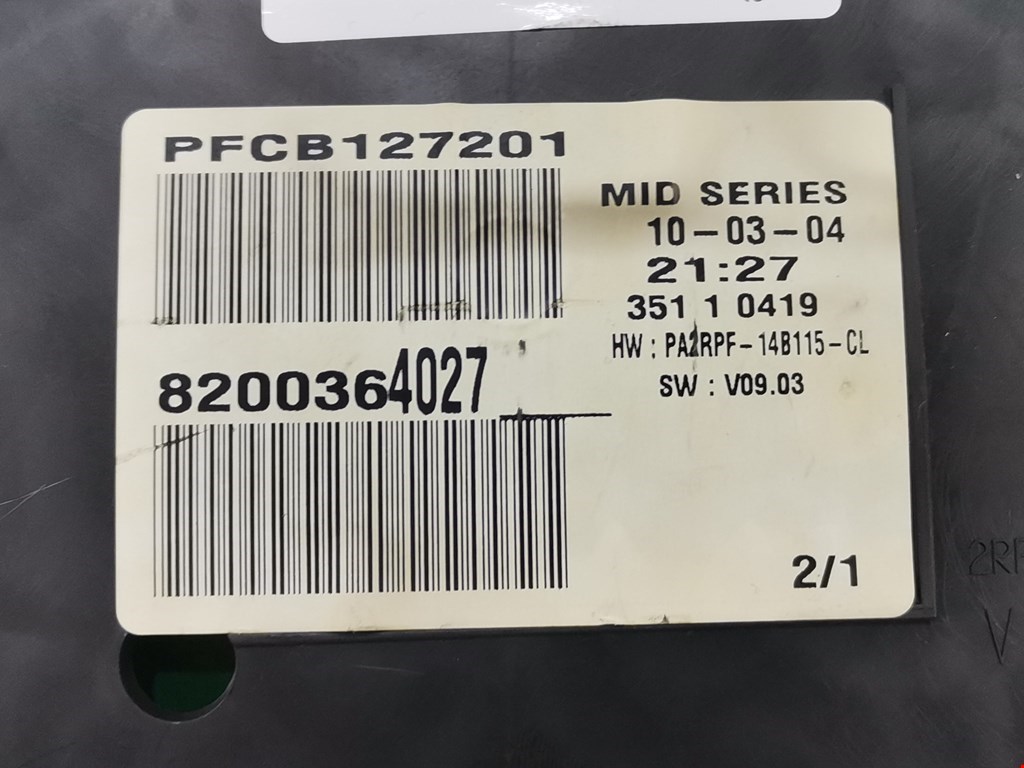 PFCB127201
MID SERIES
10-03-04
21:27
351 1 0419
HW : PA2RPF-14B115-CL
SW : V09.03
8200364027
2/1
V